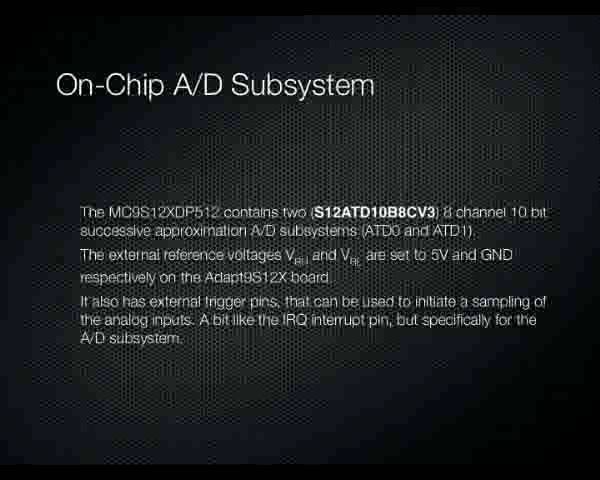 On-Chip A/D Subsystem
The MC9S12XDP512 contains two (S12ATD10B8CV3) 8 channel 10 bit
successive approximation A/D subsystems (ATD0 and ATD1).
The external reference voltages VRH and VRL are set to 5V and GND
respectively on the Adapt9S12X board.
It also has external trigger pins, that can be used to initiate a sampling of
the analog inputs. A bit like the IRQ interrupt pin, but specifically for the
A/D subsystem.